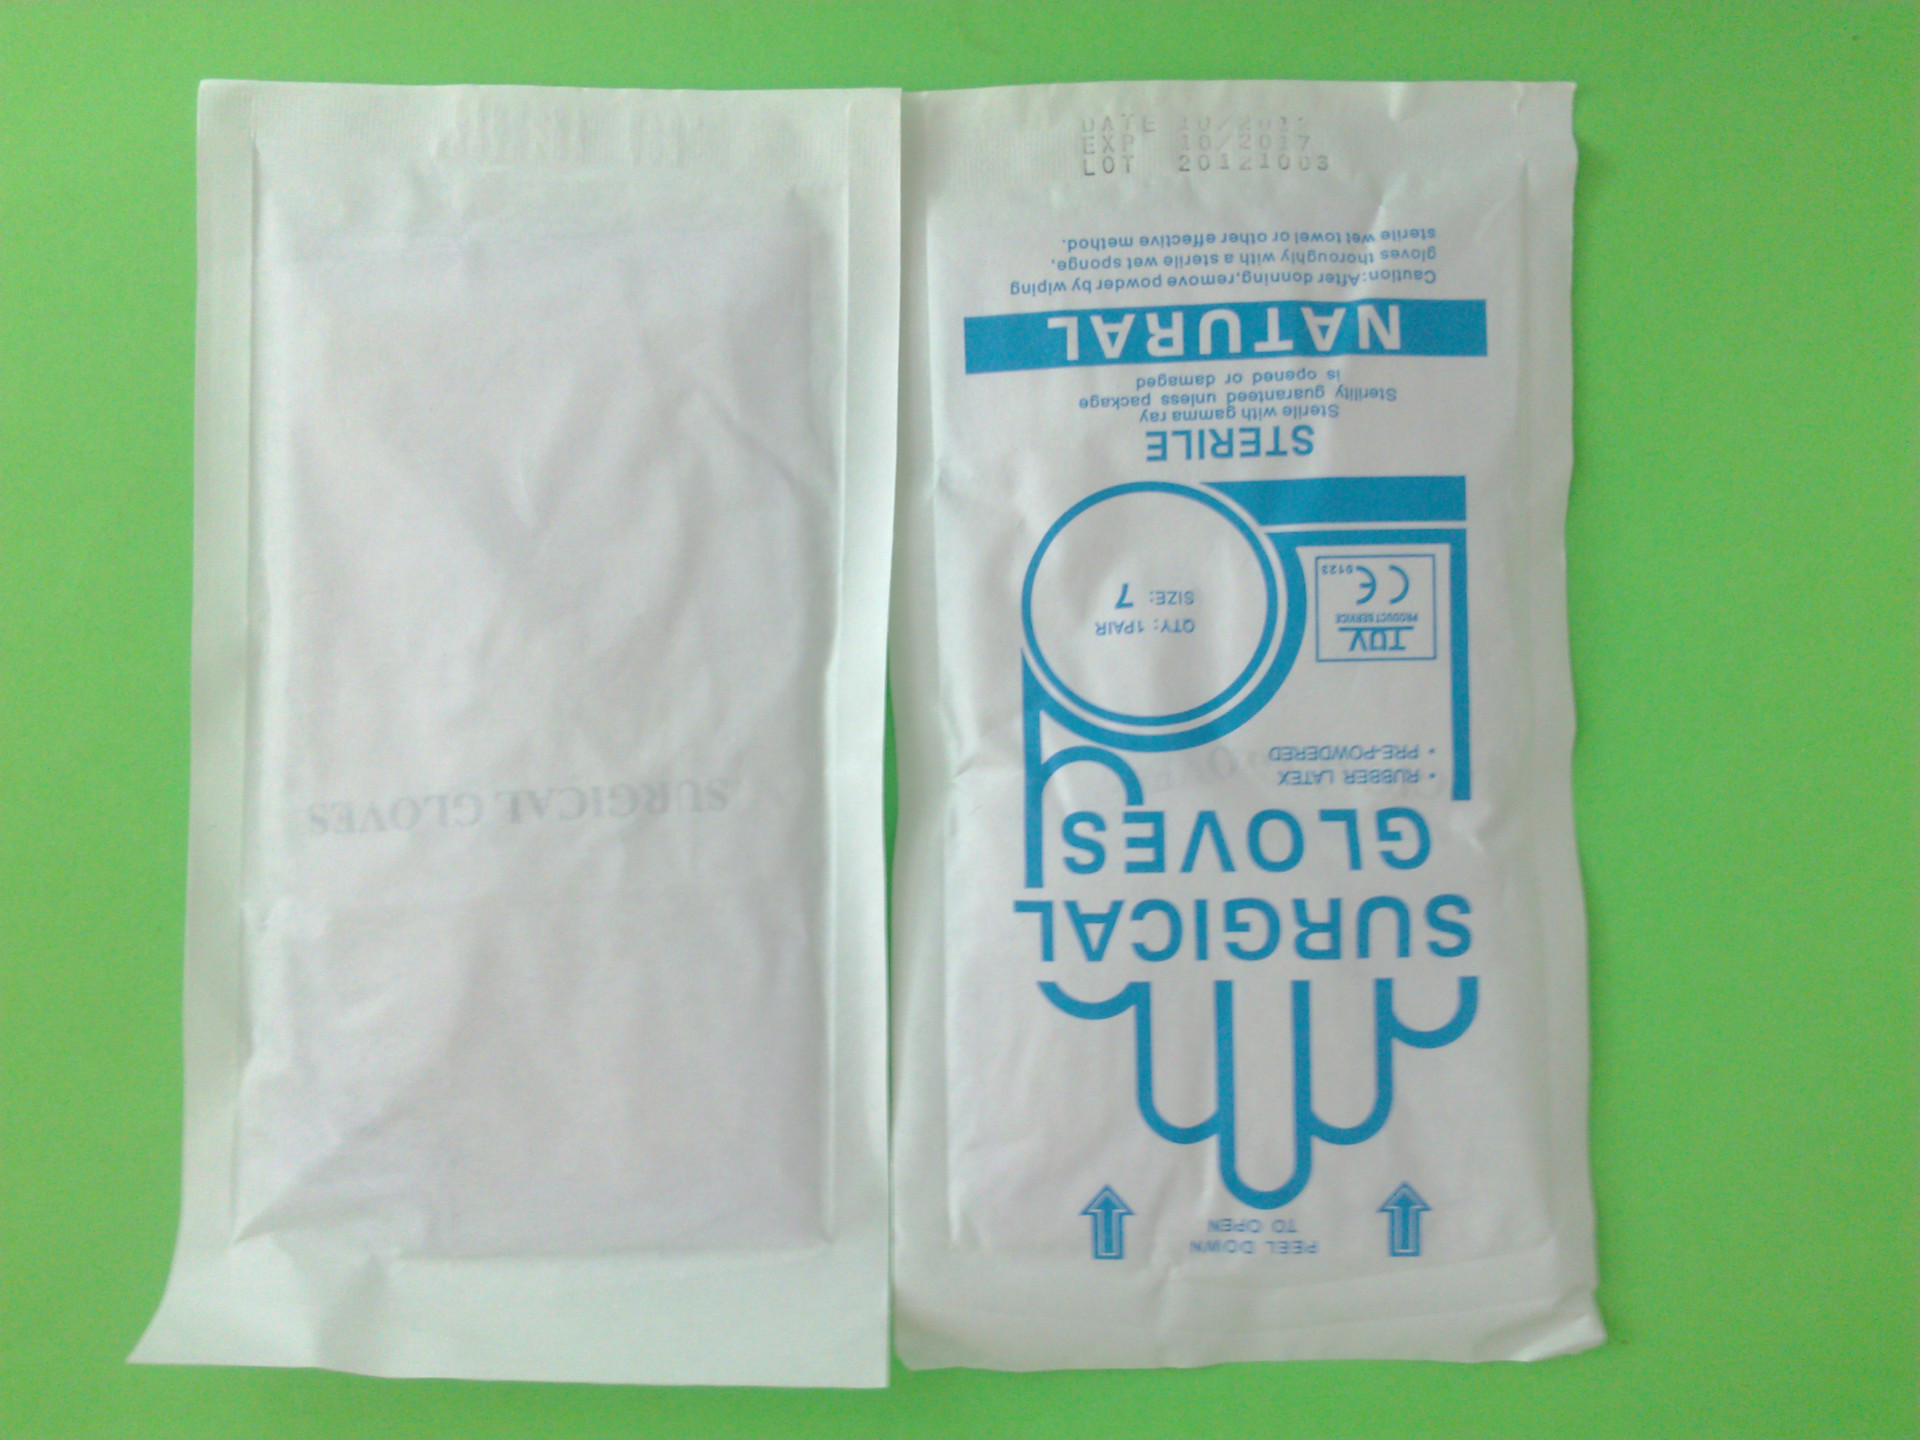 DATE 10/2012
EXP 10/2017
LOT 20121003
PEEL DOWN
TO OPEN
SURGICAL
GLOVES
• RUBBER LATEX
• PRE-POWDERED
TÜV
PRODUCT SERVICE
CE 0123
QTY: 1PAIR
SIZE: 7
STERILE
Sterile with gamma ray
Sterility guaranteed unless package
is opened or damaged
NATURAL
Caution:After donning,remove powder by wiping
gloves thoroughly with a sterile wet sponge,
sterile wet towel or other effective method.
SURGICAL GLOVES